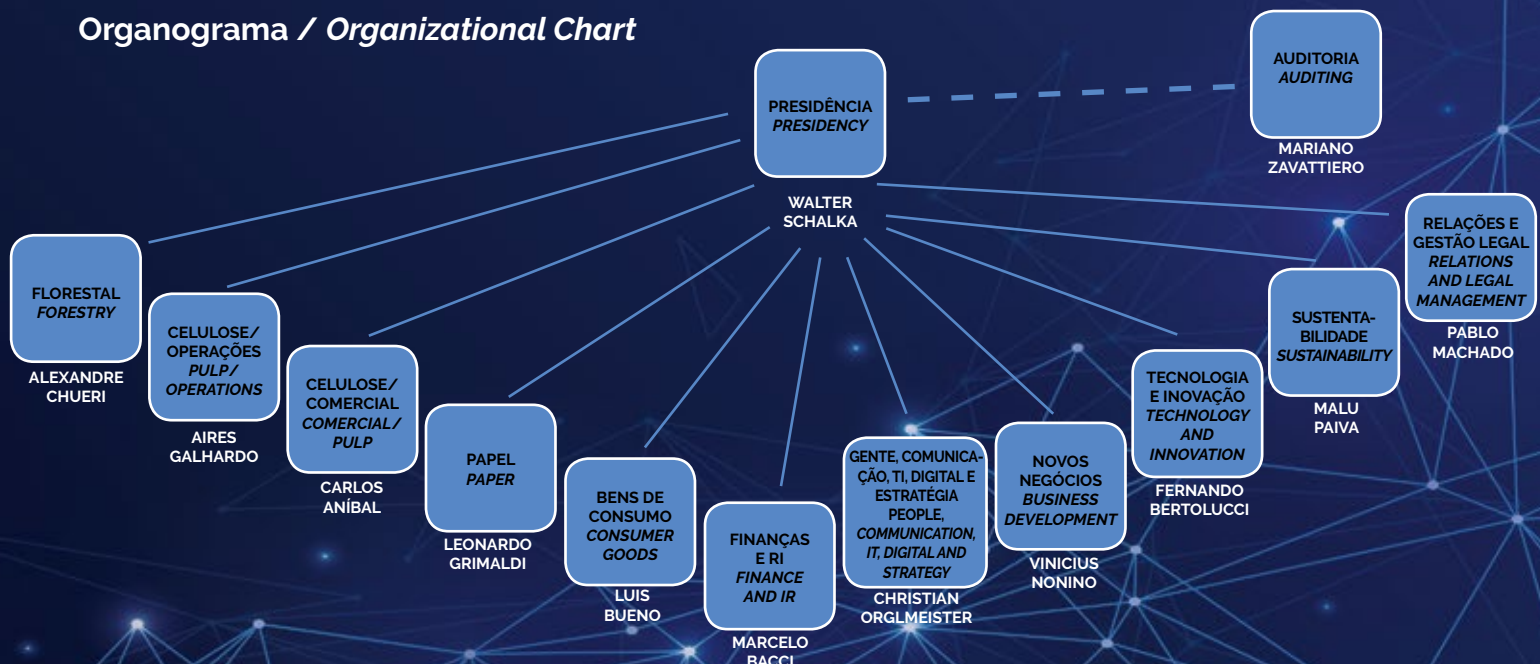 Organograma / Organizational Chart
PRESIDÊNCIA
PRESIDENCY
WALTER
SCHALKA
AUDITORIA
AUDITING
MARIANO
ZAVATTIERO
FLORESTAL
FORESTRY
ALEXANDRE
CHUERI
CELULOSE/
OPERAÇÕES
PULP/
OPERATIONS
AIRES
GALHARDO
CELULOSE/
COMERCIAL
COMERCIAL/
PULP
CARLOS
ANÍBAL
PAPEL
PAPER
LEONARDO
GRIMALDI
BENS DE
CONSUMO
CONSUMER
GOODS
LUIS
BUENO
FINANÇAS
E RI
FINANCE
AND IR
MARCELO
BACCI
GENTE, COMUNICA-
ÇÃO, TI, DIGITAL E
ESTRATÉGIA
PEOPLE,
COMMUNICATION,
IT, DIGITAL AND
STRATEGY
CHRISTIAN
ORGLMEISTER
NOVOS
NEGÓCIOS
BUSINESS
DEVELOPMENT
VINICIUS
NONINO
TECNOLOGIA
E INOVAÇÃO
TECHNOLOGY
AND
INNOVATION
FERNANDO
BERTOLUCCI
SUSTENTA-
BILIDADE
SUSTAINABILITY
MALU
PAIVA
RELAÇÕES E
GESTÃO LEGAL
RELATIONS
AND LEGAL
MANAGEMENT
PABLO
MACHADO